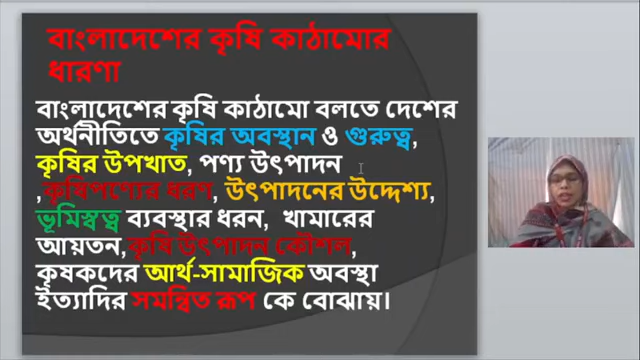 বাংলাদেশের কৃষি কাঠামোর
ধারণা
বাংলাদেশের কৃষি কাঠামো বলতে দেশের
অর্থনীতিতে কৃষির অবস্থান ও গুরুত্ব,
কৃষির উপখাত, পণ্য উৎপাদন
,কৃষিপণ্যের ধরণ, উৎপাদনের উদ্দেশ্য,
ভূমিস্বত্ব ব্যবস্থার ধরন, খামারের
আয়তন,কৃষি উৎপাদন কৌশল,
কৃষকদের আর্থ-সামাজিক অবস্থা
ইত্যাদির সমন্বিত রূপ কে বোঝায়।